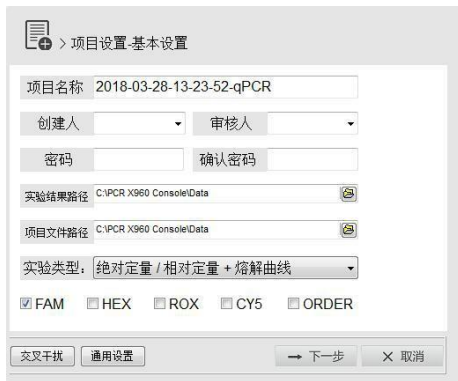 > 项目设置-基本设置
项目名称 2018-03-28-13-23-52-qPCR
创建人 审核人
密码 确认密码
实验结果路径 C:\PCR X960 Console\Data
项目文件路径 C:\PCR X960 Console\Data
实验类型： 绝对定量 / 相对定量 + 熔解曲线
FAM HEX ROX CY5 ORDER
交叉干扰 通用设置 → 下一步 × 取消